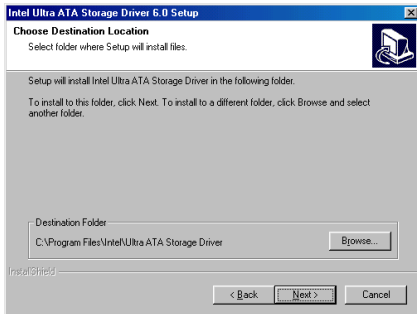 Intel Ultra ATA Storage Driver 6.0 Setup
Choose Destination Location
Select folder where Setup will install files.
Setup will install Intel Ultra ATA Storage Driver in the following folder.
To install to this folder, click Next. To install to a different folder, click Browse and select
another folder.
Destination Folder
C:\Program Files\Intel\Ultra ATA Storage Driver
Browse...
InstallShield
< Back
Next >
Cancel